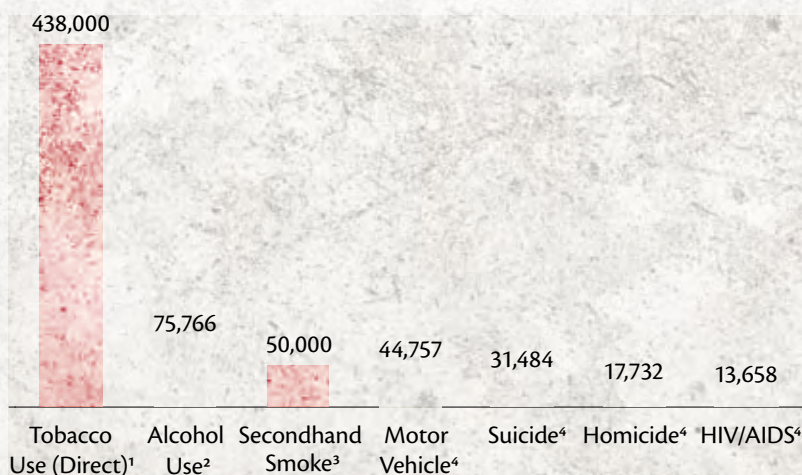 438,000
75,766
50,000
44,757
31,484
17,732
13,658
Tobacco
Use (Direct)¹
Alcohol
Use²
Secondhand
Smoke³
Motor
Vehicle⁴
Suicide⁴
Homicide⁴
HIV/AIDS⁴